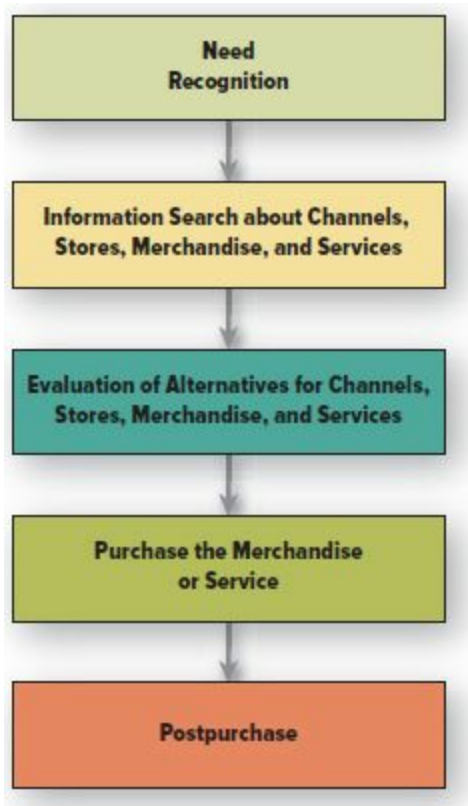 Need
Recognition
Information Search about Channels,
Stores, Merchandise, and Services
Evaluation of Alternatives for Channels,
Stores, Merchandise, and Services
Purchase the Merchandise
or Service
Postpurchase